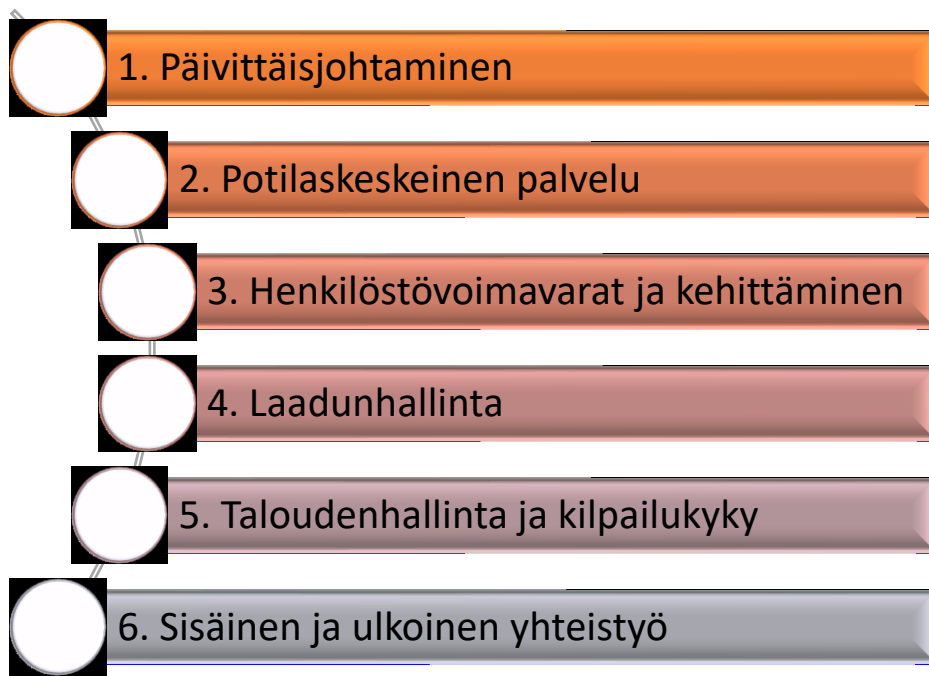 1. Päivittäisjohtaminen
2. Potilaskeskeinen palvelu
3. Henkilöstövoimavarat ja kehittäminen
4. Laadunhallinta
5. Taloudenhallinta ja kilpailukyky
6. Sisäinen ja ulkoinen yhteistyö